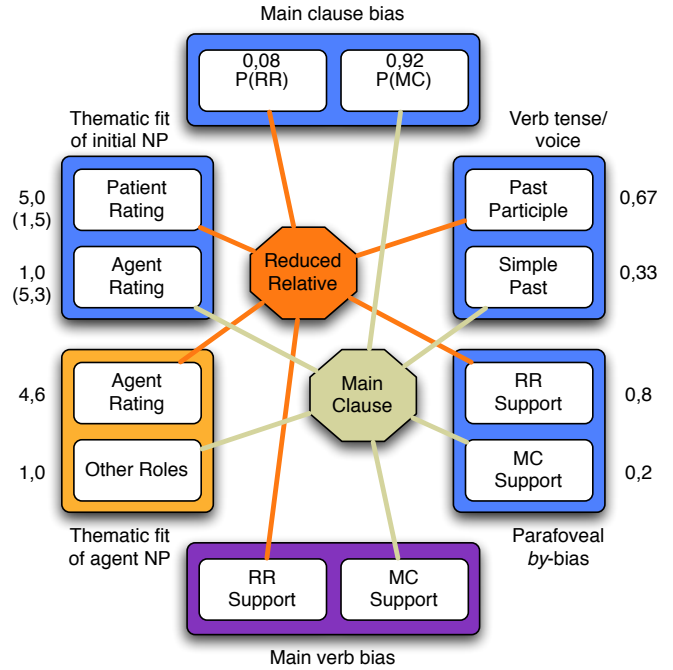 Main clause bias
0,08
P(RR)
0,92
P(MC)
Thematic fit
of initial NP
Verb tense/
voice
5,0
(1,5)
Patient
Rating
1,0
(5,3)
Agent
Rating
Past
Participle
0,67
Simple
Past
0,33
Reduced
Relative
Main
Clause
4,6
Agent
Rating
1,0
Other Roles
Thematic fit
of agent NP
RR
Support
0,8
MC
Support
0,2
Parafoveal
by-bias
RR
Support
MC
Support
Main verb bias